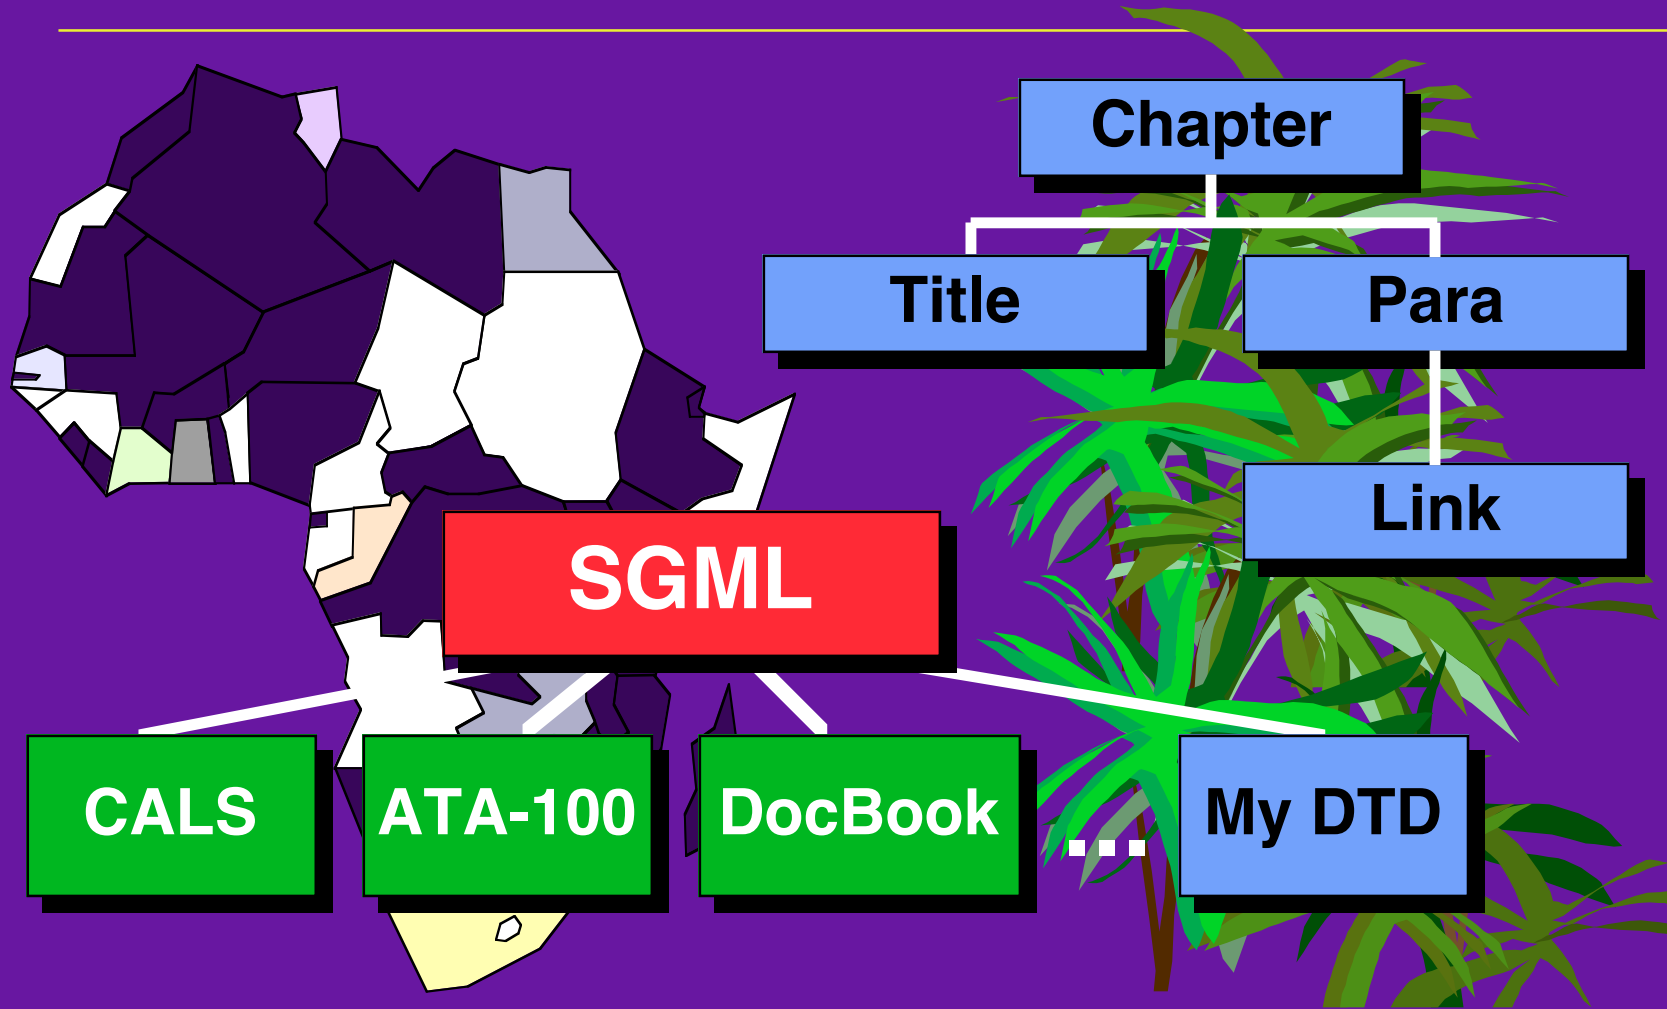 Chapter
Title
Para
Link
SGML
CALS
ATA-100
DocBook
...
My DTD